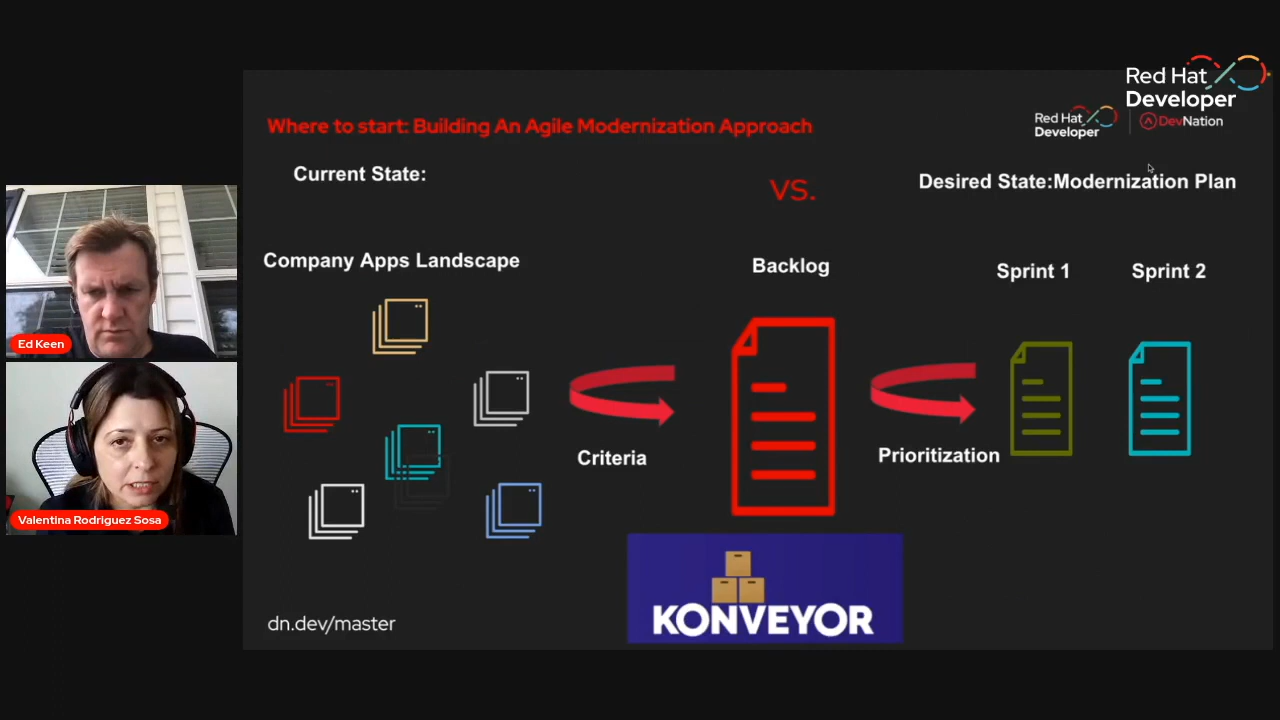 Red Hat
Developer
Where to start: Building An Agile Modernization Approach
Red Hat
Developer
DevNation
Current State:
VS.
Desired State:Modernization Plan
Company Apps Landscape
Backlog
Sprint 1
Sprint 2
Ed Keen
Criteria
Prioritization
Valentina Rodriguez Sosa
KONVEYOR
dn.dev/master